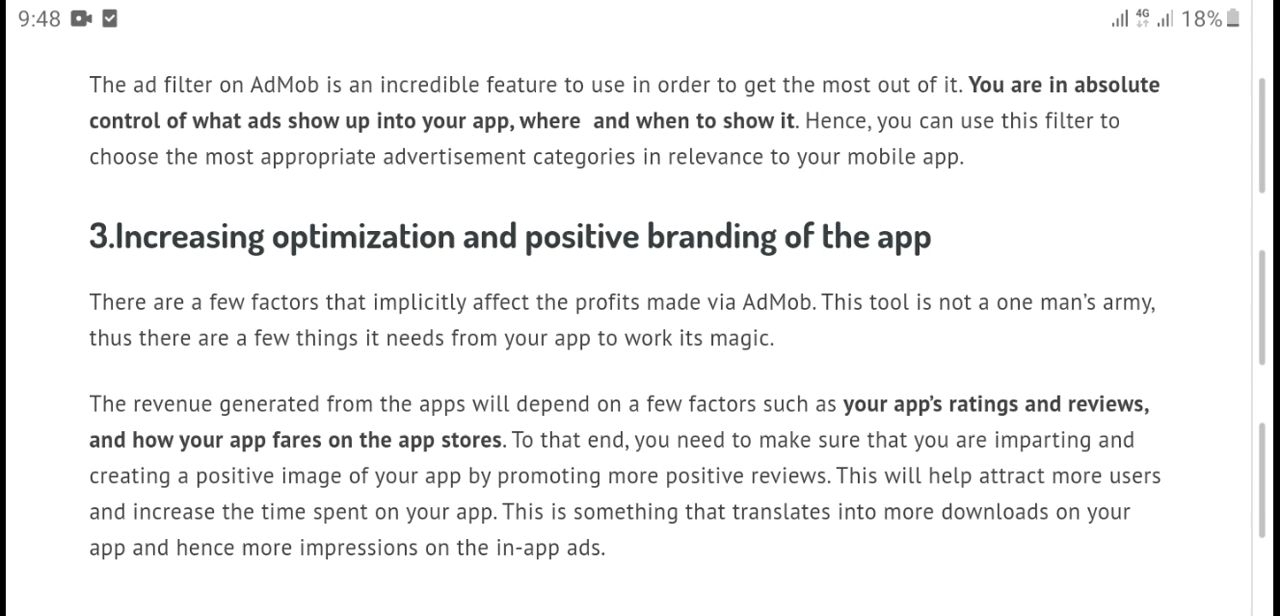 9:48
4G
18%
The ad filter on AdMob is an incredible feature to use in order to get the most out of it. You are in absolute
control of what ads show up into your app, where  and when to show it. Hence, you can use this filter to
choose the most appropriate advertisement categories in relevance to your mobile app.
3.Increasing optimization and positive branding of the app
There are a few factors that implicitly affect the profits made via AdMob. This tool is not a one man’s army,
thus there are a few things it needs from your app to work its magic.
The revenue generated from the apps will depend on a few factors such as your app’s ratings and reviews,
and how your app fares on the app stores. To that end, you need to make sure that you are imparting and
creating a positive image of your app by promoting more positive reviews. This will help attract more users
and increase the time spent on your app. This is something that translates into more downloads on your
app and hence more impressions on the in-app ads.